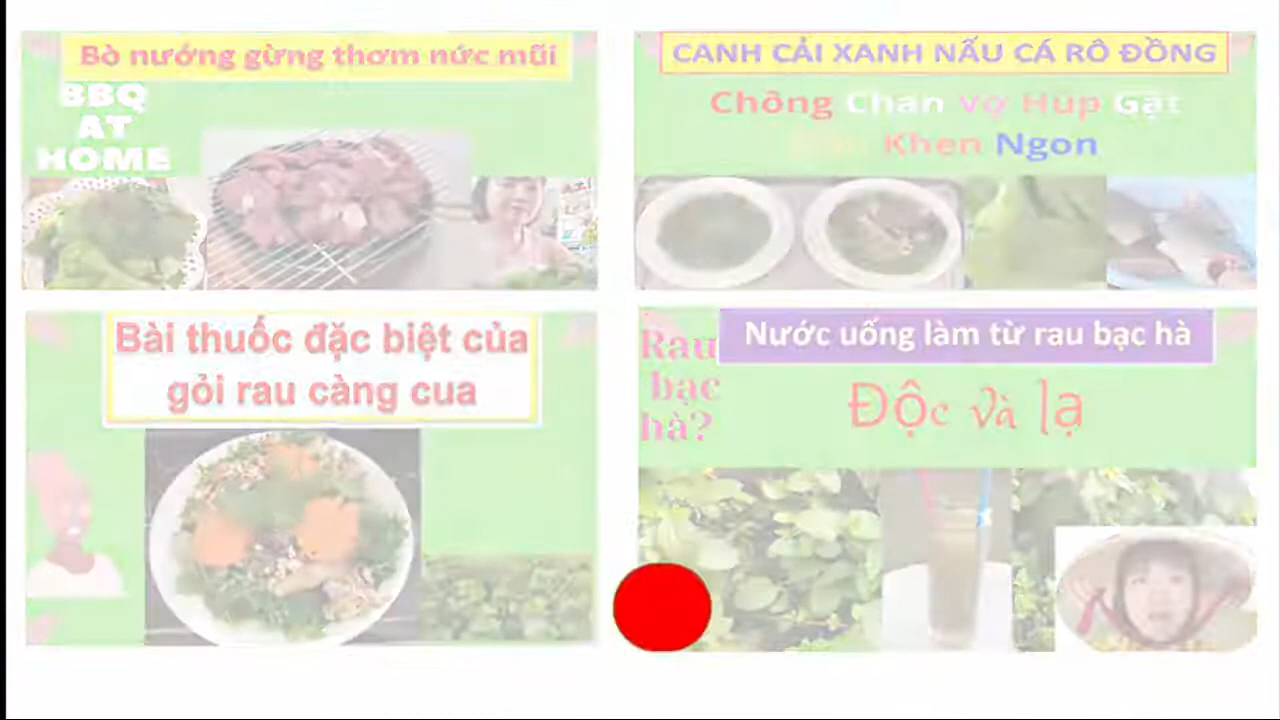 Bò nướng gừng thơm nức mũi
BBQ
AT
HOME
CANH CẢI XANH NẤU CÁ RÔ ĐỒNG
Chồng Chan Vợ Húp Gật
Khen Ngon
Bài thuốc đặc biệt của
gỏi rau càng cua
Rau
bạc
hà?
Nước uống làm từ rau bạc hà
Độc và lạ